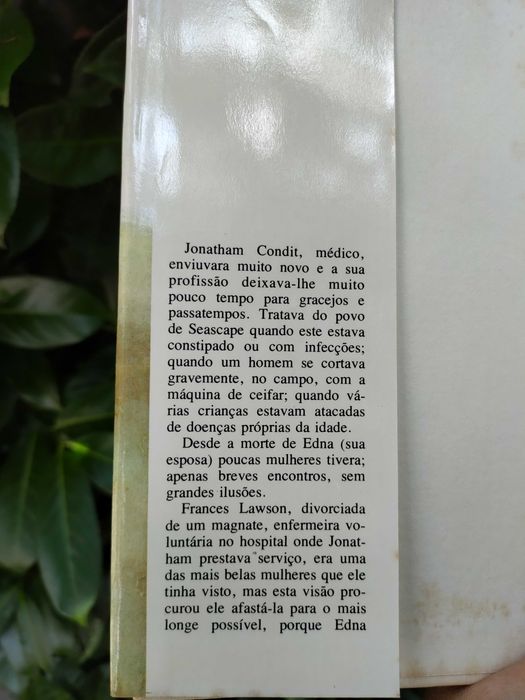 Jonatham Condit, médico,
enviuvara muito novo e a sua
profissão deixava-lhe muito
pouco tempo para gracejos e
passatempos. Tratava do povo
de Seascape quando este estava
constipado ou com infecções;
quando um homem se cortava
gravemente, no campo, com a
máquina de ceifar; quando vá-
rias crianças estavam atacadas
de doenças próprias da idade.
Desde a morte de Edna (sua
esposa) poucas mulheres tivera;
apenas breves encontros, sem
grandes ilusões.
Frances Lawson, divorciada
de um magnate, enfermeira vo-
luntária no hospital onde Jonat-
ham prestava serviço, era uma
das mais belas mulheres que ele
tinha visto, mas esta visão pro-
curou ele afastá-la para o mais
longe possível, porque Edna